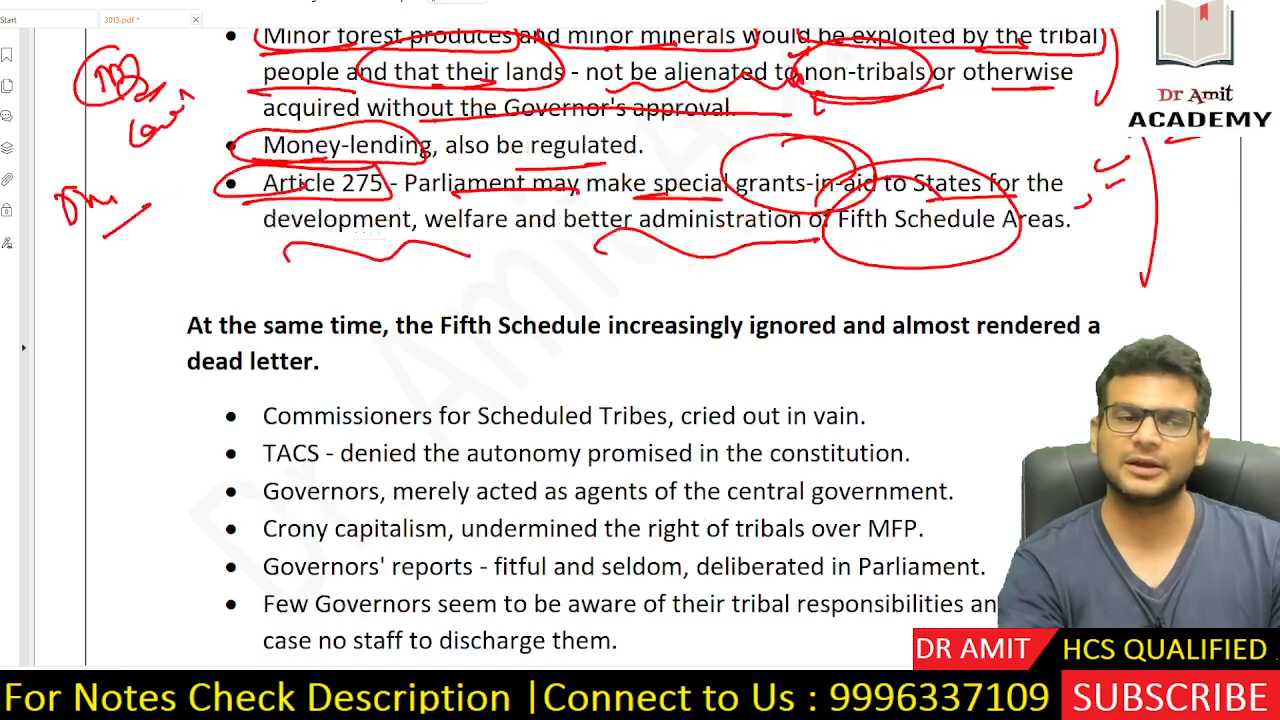 Start
2013.pdf *
Minor forest produces and minor minerals would be exploited by the tribal
people and that their lands - not be alienated to non-tribals or otherwise
acquired without the Governor's approval.
Money-lending, also be regulated.
Article 275 - Parliament may make special grants-in-aid to States for the
development, welfare and better administration of Fifth Schedule Areas.
Dr Amit
ACADEMY
At the same time, the Fifth Schedule increasingly ignored and almost rendered a
dead letter.
Commissioners for Scheduled Tribes, cried out in vain.
TACS - denied the autonomy promised in the constitution.
Governors, merely acted as agents of the central government.
Crony capitalism, undermined the right of tribals over MFP.
Governors' reports - fitful and seldom, deliberated in Parliament.
Few Governors seem to be aware of their tribal responsibilities an
case no staff to discharge them.
DR AMIT HCS QUALIFIED
For Notes Check Description | Connect to Us : 9996337109 SUBSCRIBE